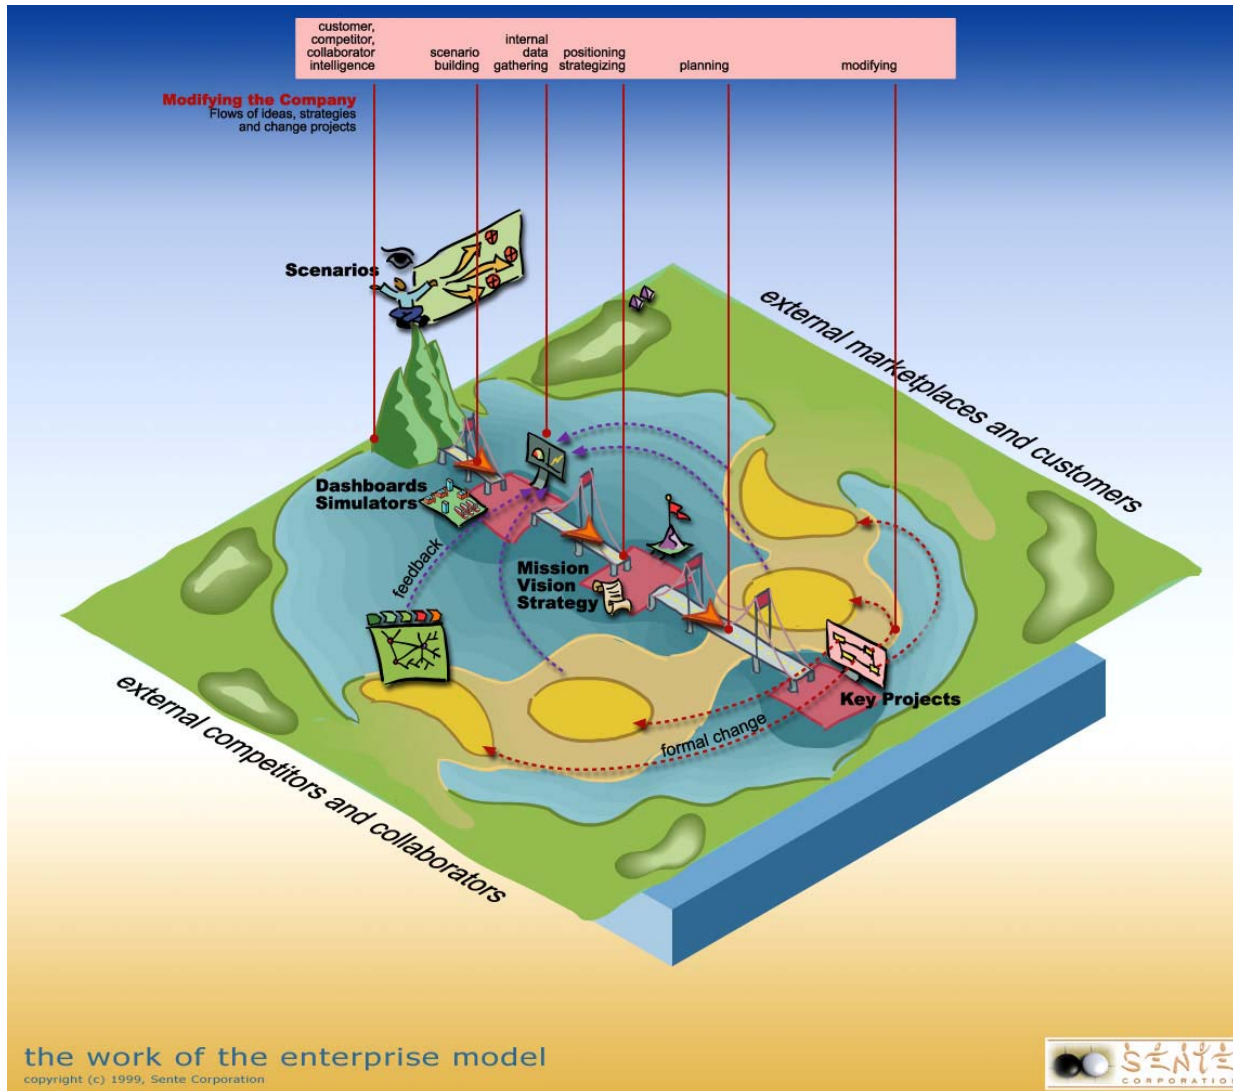 customer,
competitor,
collaborator
intelligence
scenario
building
internal
data
gathering
positioning
strategizing
planning
modifying
Modifying the Company
Flows of ideas, strategies
and change projects
Scenarios
external marketplaces and customers
Dashboards
Simulators
feedback
Mission
Vision
Strategy
Key Projects
formal change
external competitors and collaborators
the work of the enterprise model
copyright (c) 1999, Sente Corporation
SENTE
CORPORATION